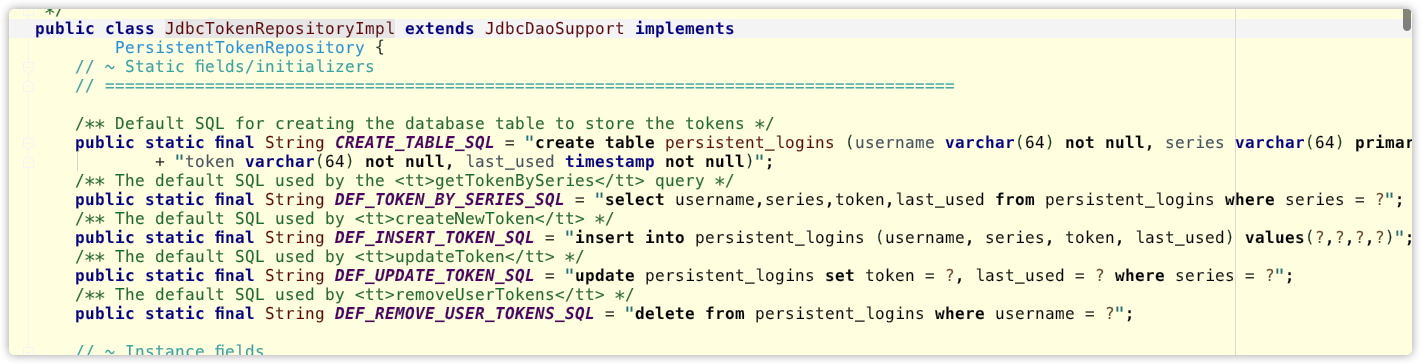 */
public class JdbcTokenRepositoryImpl extends JdbcDaoSupport implements
        PersistentTokenRepository {
    // ~ Static fields/initializers
    // =====================================================================================

    /** Default SQL for creating the database table to store the tokens */
    public static final String CREATE_TABLE_SQL = "create table persistent_logins (username varchar(64) not null, series varchar(64) primar
            + "token varchar(64) not null, last_used timestamp not null)";
    /** The default SQL used by the <tt>getTokenBySeries</tt> query */
    public static final String DEF_TOKEN_BY_SERIES_SQL = "select username,series,token,last_used from persistent_logins where series = ?";
    /** The default SQL used by <tt>createNewToken</tt> */
    public static final String DEF_INSERT_TOKEN_SQL = "insert into persistent_logins (username, series, token, last_used) values(?,?,?,?)";
    /** The default SQL used by <tt>updateToken</tt> */
    public static final String DEF_UPDATE_TOKEN_SQL = "update persistent_logins set token = ?, last_used = ? where series = ?";
    /** The default SQL used by <tt>removeUserTokens</tt> */
    public static final String DEF_REMOVE_USER_TOKENS_SQL = "delete from persistent_logins where username = ?";

    // ~ Instance fields